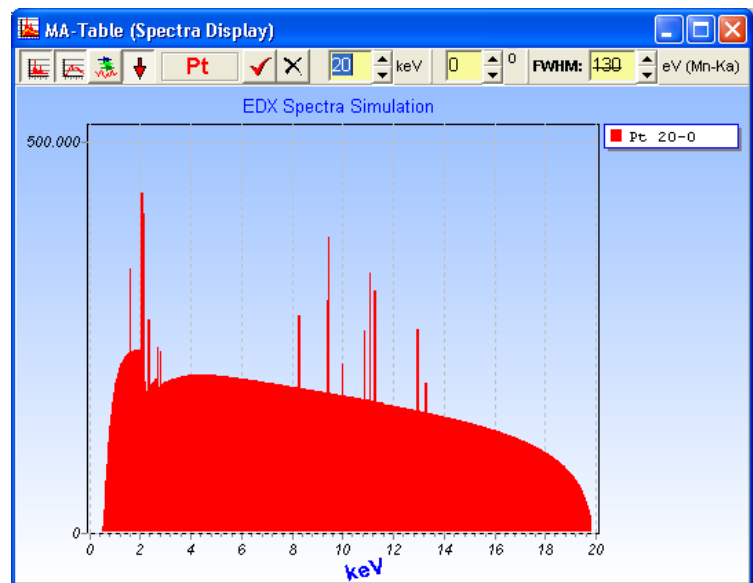 MA-Table (Spectra Display)
Pt 20 keV 0 ° FWHM: 130 eV (Mn-Ka)
EDX Spectra Simulation
500.000
Pt 20-0
0
0 2 4 6 8 10 12 14 16 18 20
keV